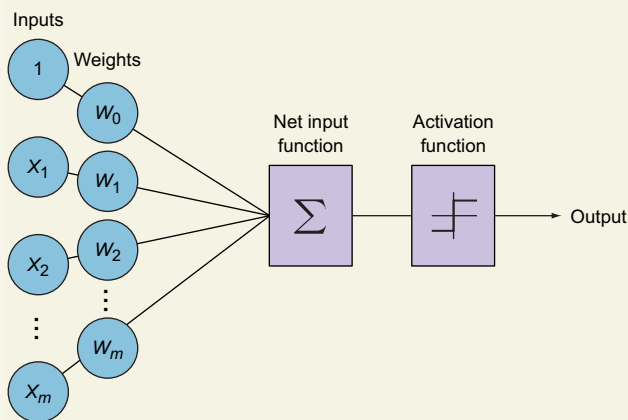 Inputs
Weights
1
W0
Net input
function
Activation
function
X1
W1
Σ
Output
X2
W2
⋮
⋮
Wm
Xm